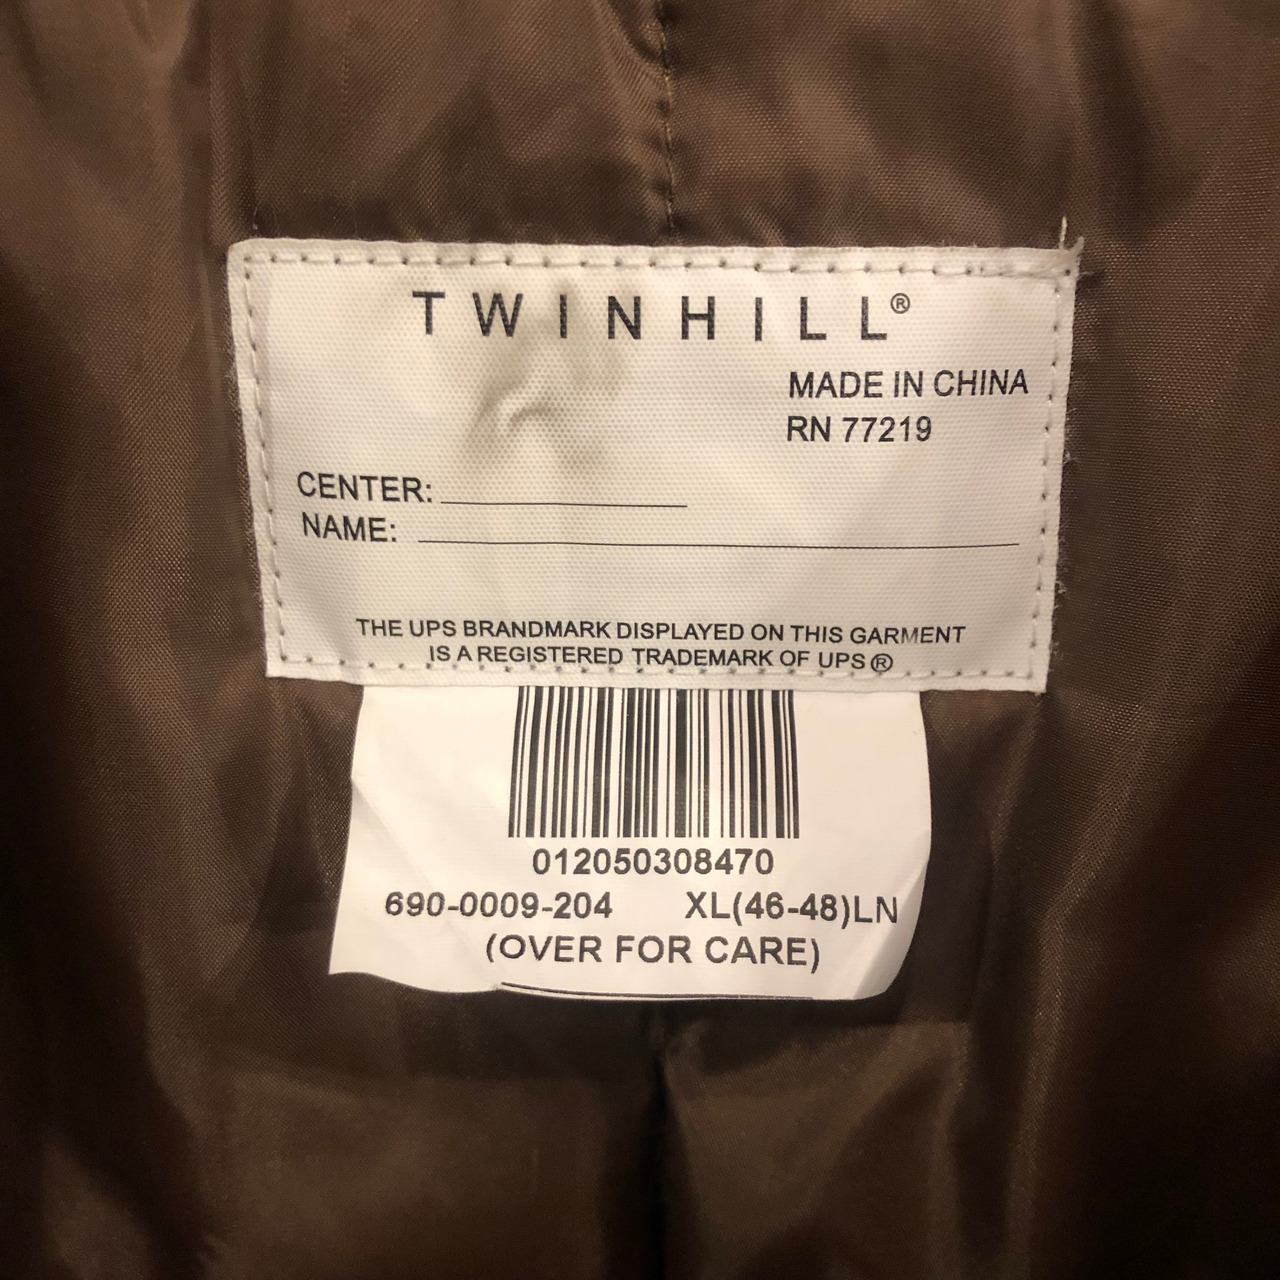 TWINHILL®
MADE IN CHINA
RN 77219
CENTER:
NAME:
THE UPS BRANDMARK DISPLAYED ON THIS GARMENT
IS A REGISTERED TRADEMARK OF UPS®
012050308470
690-0009-204 XL(46-48)LN
(OVER FOR CARE)